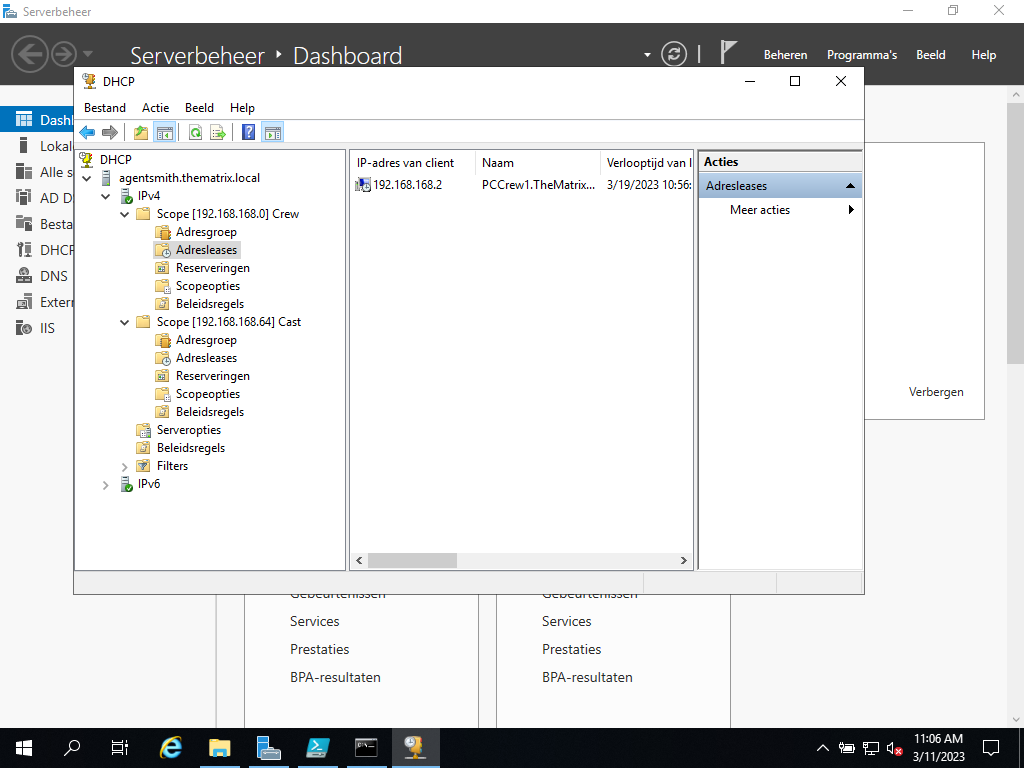 Serverbeheer
Serverbeheer ‣ Dashboard
Beheren Programma's Beeld Help
DHCP
Bestand Actie Beeld Help
Dashb
Lokal
Alle s
AD D
Besta
DHCP
DNS
Exter
IIS
DHCP
agentsmith.thematrix.local
IPv4
Scope [192.168.168.0] Crew
Adresgroep
Adresleases
Reserveringen
Scopeopties
Beleidsregels
Scope [192.168.168.64] Cast
Adresgroep
Adresleases
Reserveringen
Scopeopties
Beleidsregels
Serveropties
Beleidsregels
Filters
IPv6
IP-adres van client Naam Verlooptijd van l
192.168.168.2 PCCrew1.TheMatrix... 3/19/2023 10:56:
Acties
Adresleases
Meer acties
Verbergen
Gebeurtenissen
Services
Prestaties
BPA-resultaten
Gebeurtenissen
Services
Prestaties
BPA-resultaten
11:06 AM
3/11/2023